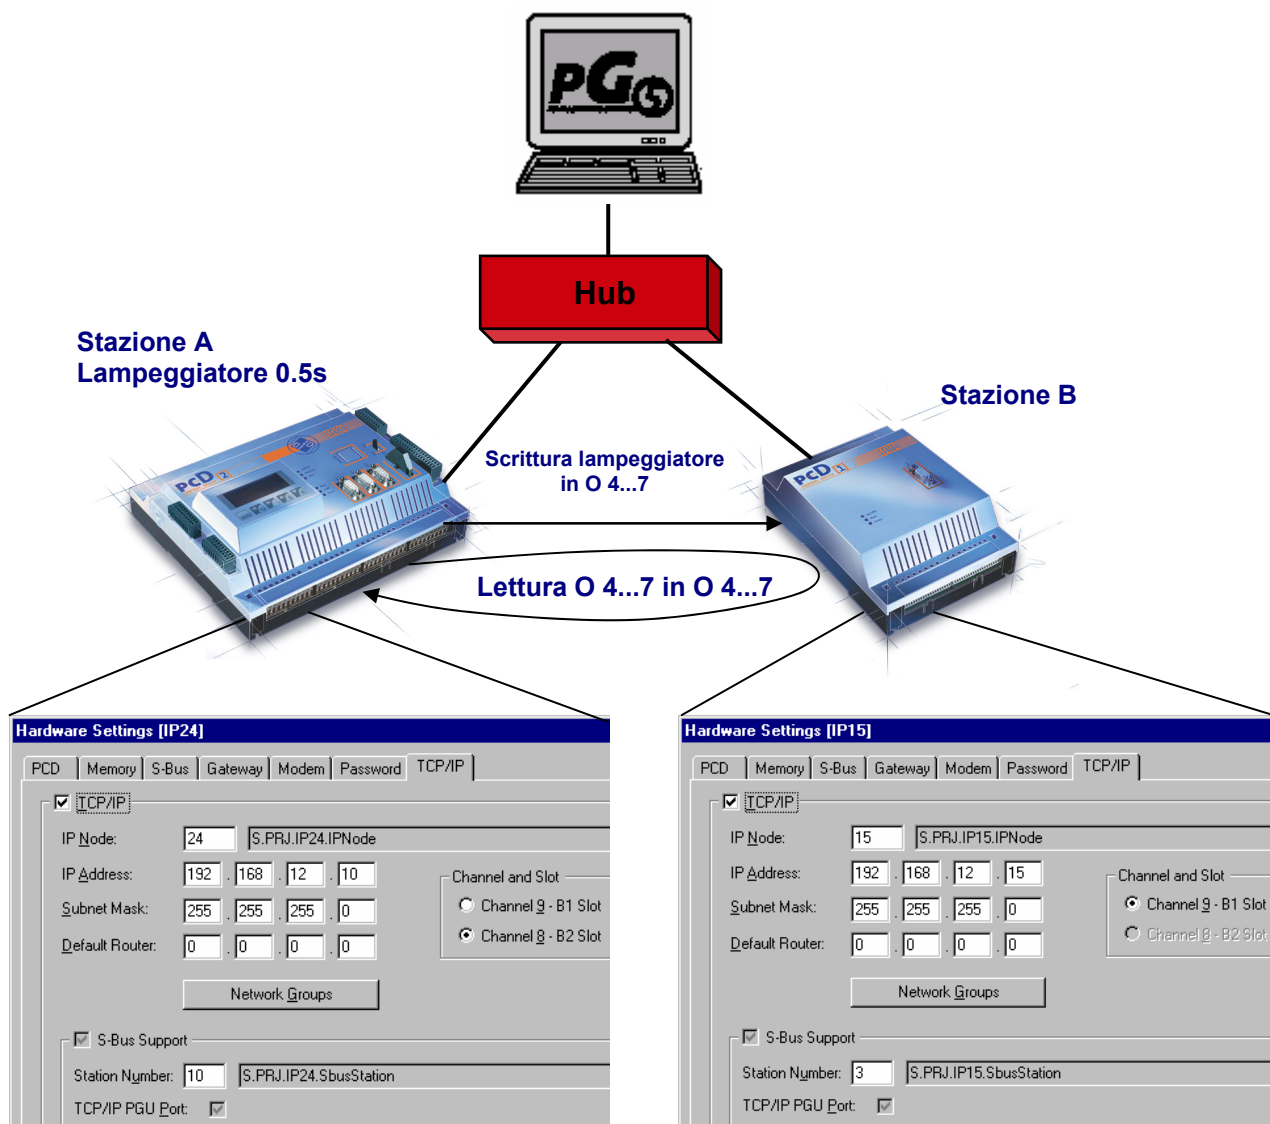 PG5
Hub
Stazione A
Lampeggiatore 0.5s
Stazione B
Scrittura lampeggiatore
in O 4...7
PCD 2
PCD 1
Lettura O 4...7 in O 4...7
Hardware Settings [IP24]
PCD Memory S-Bus Gateway Modem Password TCP/IP
TCP/IP
IP Node: 24 S.PRJ.IP24.IPNode
IP Address: 192 . 168 . 12 . 10
Subnet Mask: 255 . 255 . 255 . 0
Default Router: 0 . 0 . 0 . 0
Channel and Slot
Channel 9 - B1 Slot
Channel 8 - B2 Slot
Network Groups
S-Bus Support
Station Number: 10 S.PRJ.IP24.SbusStation
TCP/IP PGU Port:
Hardware Settings [IP15]
PCD Memory S-Bus Gateway Modem Password TCP/IP
TCP/IP
IP Node: 15 S.PRJ.IP15.IPNode
IP Address: 192 . 168 . 12 . 15
Subnet Mask: 255 . 255 . 255 . 0
Default Router: 0 . 0 . 0 . 0
Channel and Slot
Channel 9 - B1 Slot
Channel 8 - B2 Slot
Network Groups
S-Bus Support
Station Number: 3 S.PRJ.IP15.SbusStation
TCP/IP PGU Port: